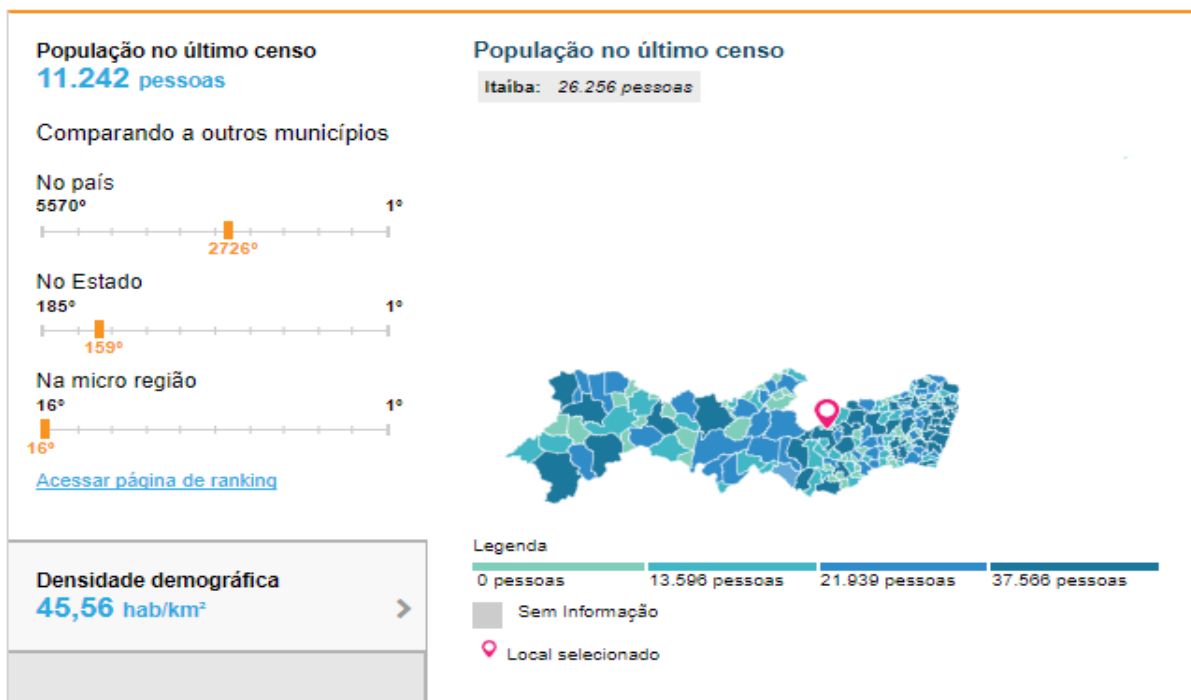 População no último censo
11.242 pessoas
Comparando a outros municípios
No país
5570º 1º
2726º
No Estado
185º 1º
159º
Na micro região
16º 1º
16º
Acessar página de ranking
Densidade demográfica
45,56 hab/km²
População no último censo
Itaíba: 26.256 pessoas
Legenda
0 pessoas 13.596 pessoas 21.939 pessoas 37.566 pessoas
Sem Informação
Local selecionado